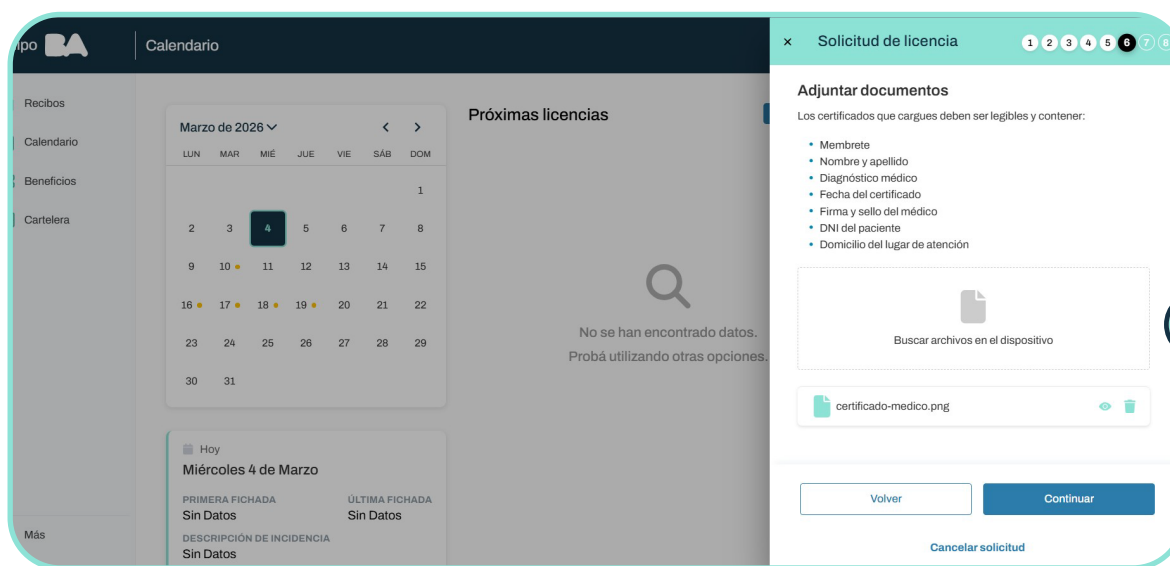 ipo BA
Calendario
Recibos
Calendario
Beneficios
Cartelera
Más
Marzo de 2026
LUN MAR MIÉ JUE VIE SÁB DOM
1
2 3 4 5 6 7 8
9 10 11 12 13 14 15
16 17 18 19 20 21 22
23 24 25 26 27 28 29
30 31
Hoy
Miércoles 4 de Marzo
PRIMERA FICHADA ÚLTIMA FICHADA
Sin Datos Sin Datos
DESCRIPCIÓN DE INCIDENCIA
Sin Datos
Próximas licencias
No se han encontrado datos.
Probá utilizando otras opciones.
× Solicitud de licencia 1 2 3 4 5 6 7 8
Adjuntar documentos
Los certificados que cargues deben ser legibles y contener:
• Membrete
• Nombre y apellido
• Diagnóstico médico
• Fecha del certificado
• Firma y sello del médico
• DNI del paciente
• Domicilio del lugar de atención
Buscar archivos en el dispositivo
certificado-medico.png
Volver Continuar
Cancelar solicitud